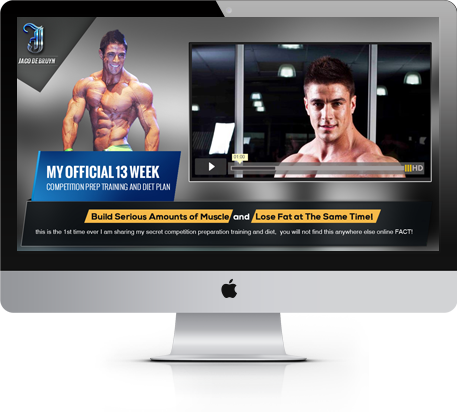 JACO DE BRUYN
MY OFFICIAL 13 WEEK
COMPETITION PREP TRAINING AND DIET PLAN
01:00
HD
Build Serious Amounts of Muscle and Lose Fat at The Same Time!
this is the 1st time ever I am sharing my secret competition preparation training and diet, you will not find this anywhere else online FACT!